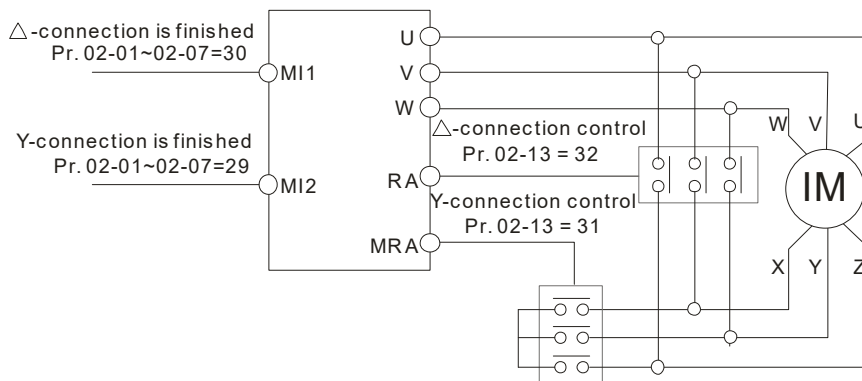 △-connection is finished
Pr. 02-01~02-07=30
MI1
Y-connection is finished
Pr. 02-01~02-07=29
MI2
U
V
W
RA
MRA
△-connection control
Pr. 02-13 = 32
Y-connection control
Pr. 02-13 = 31
W V U
IM
X Y Z